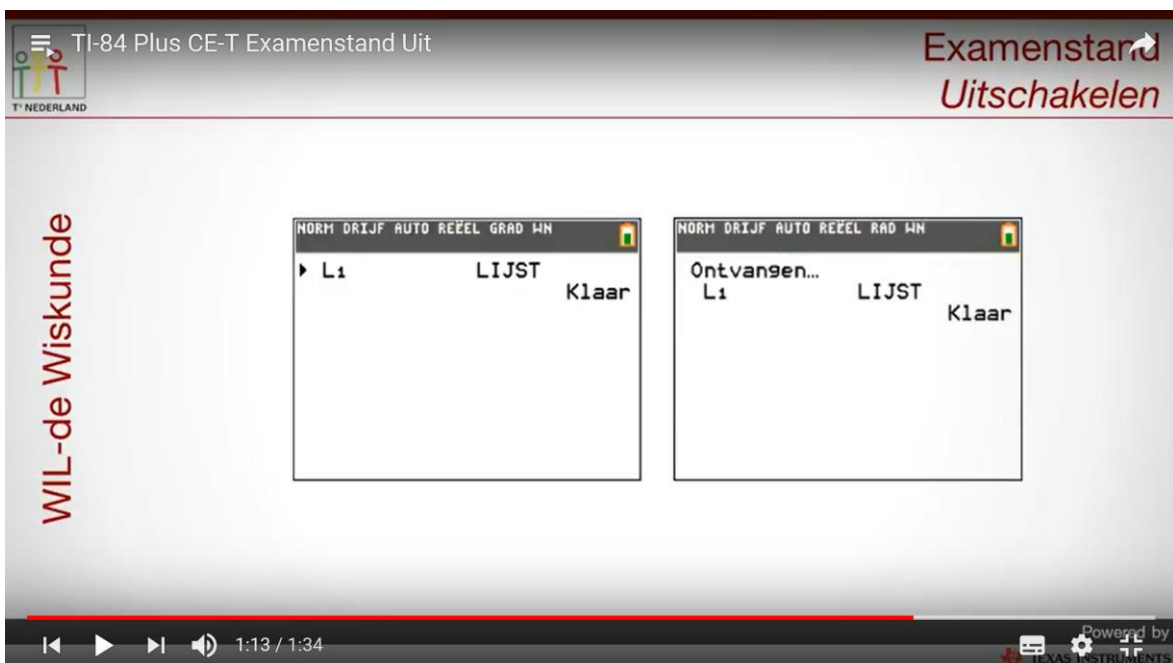 TI-84 Plus CE-T Examenstand Uit
T³ NEDERLAND
Examenstand
Uitschakelen
WIL-de Wiskunde
NORM DRIJF AUTO REËEL GRAD WN
L₁ LIJST
Klaar
NORM DRIJF AUTO REËEL RAD WN
Ontvangen…
L₁ LIJST
Klaar
1:13 / 1:34
Powered by
TEXAS INSTRUMENTS